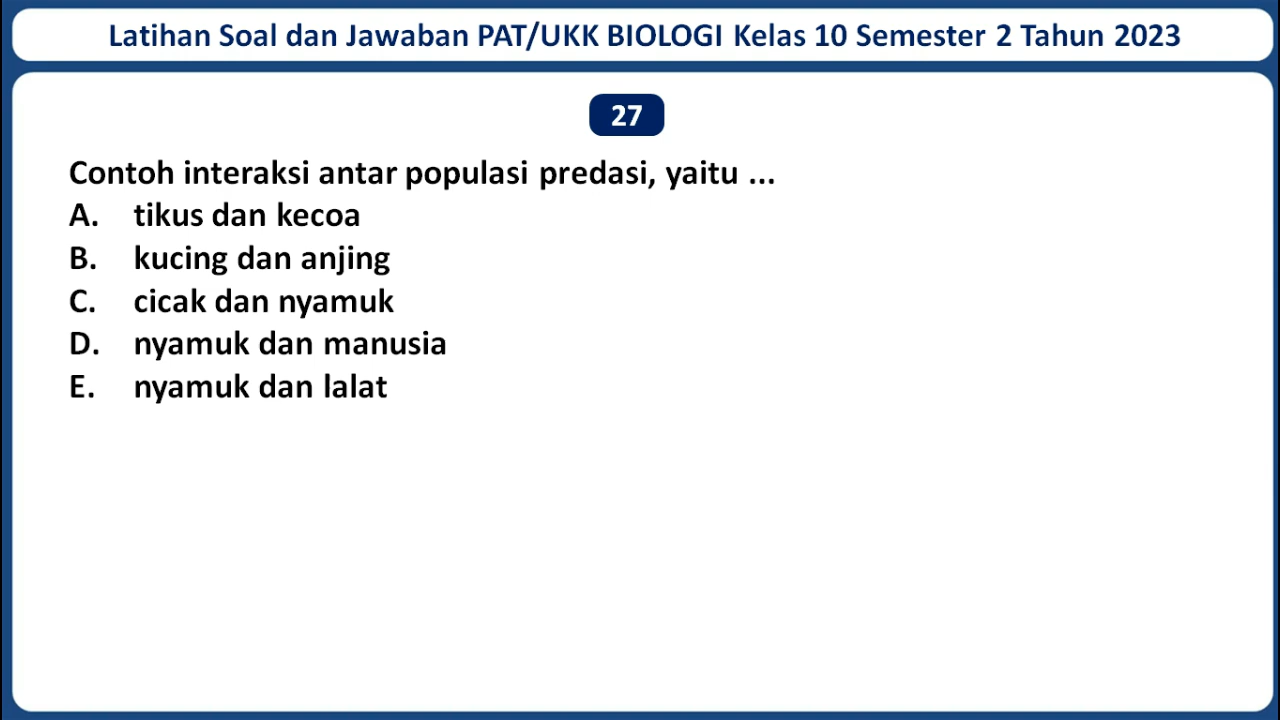 Latihan Soal dan Jawaban PAT/UKK BIOLOGI Kelas 10 Semester 2 Tahun 2023
27
Contoh interaksi antar populasi predasi, yaitu ...
A. tikus dan kecoa
B. kucing dan anjing
C. cicak dan nyamuk
D. nyamuk dan manusia
E. nyamuk dan lalat